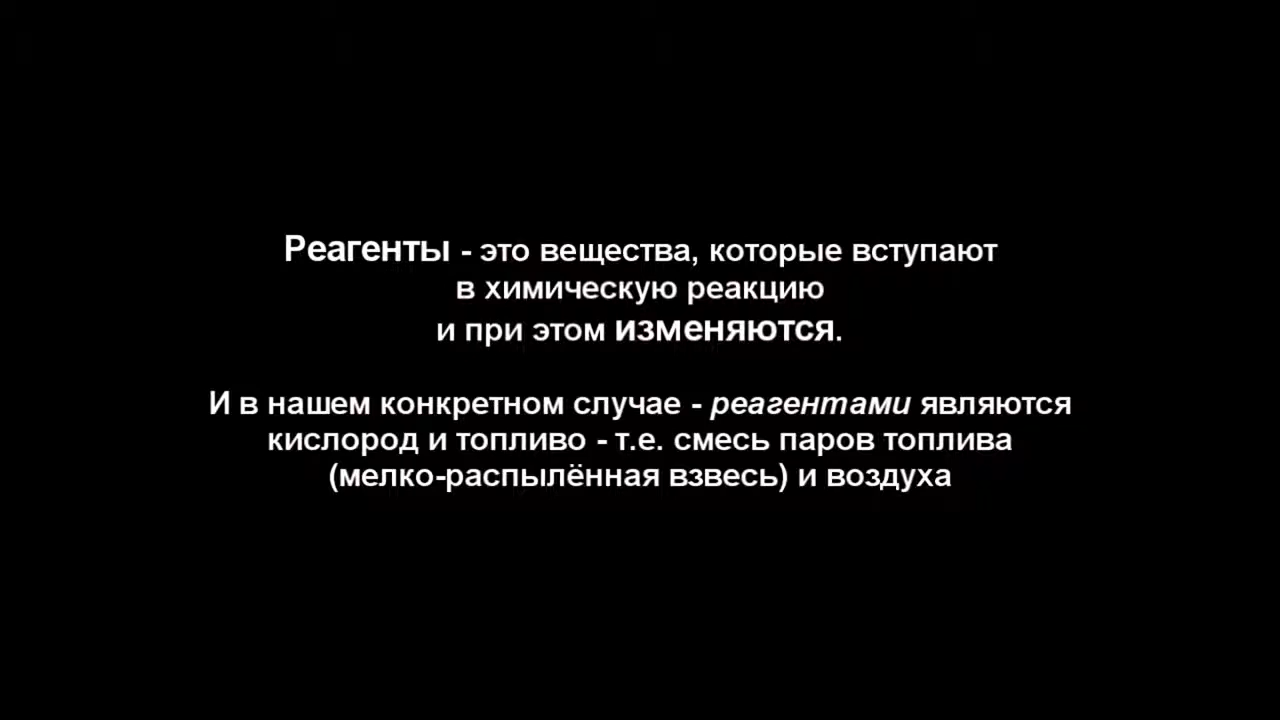 Реагенты - это вещества, которые вступают
в химическую реакцию
и при этом изменяются.
И в нашем конкретном случае - реагентами являются
кислород и топливо - т.е. смесь паров топлива
(мелко-распылённая взвесь) и воздуха